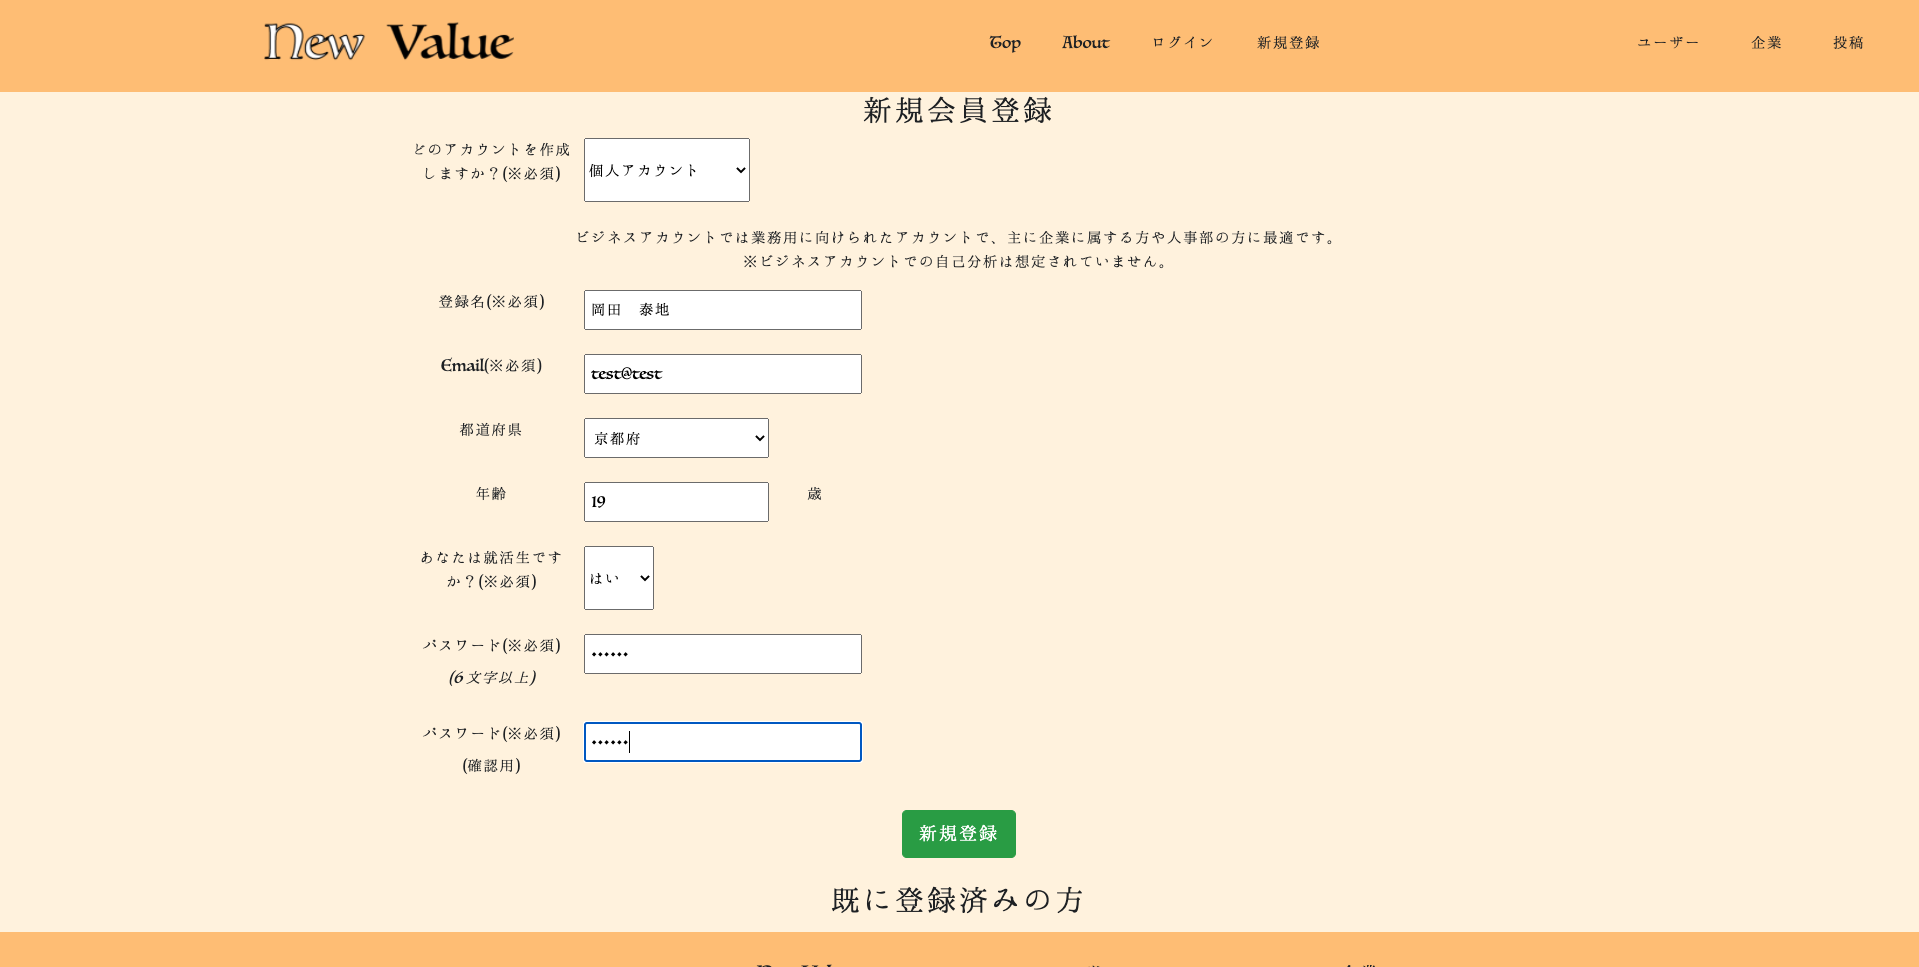 New Value
Top
About
ログイン
新規登録
ユーザー
企業
投稿
新規会員登録
どのアカウントを作成
しますか？(※必須)
個人アカウント
ビジネスアカウントでは業務用に向けられたアカウントで、主に企業に属する方や人事部の方に最適です。
※ビジネスアカウントでの自己分析は想定されていません。
登録名(※必須)
岡田　泰地
Email(※必須)
test@test
都道府県
京都府
年齢
19
歳
あなたは就活生です
か？(※必須)
はい
パスワード(※必須)
(6文字以上)
••••••
パスワード(※必須)
(確認用)
••••••
新規登録
既に登録済みの方